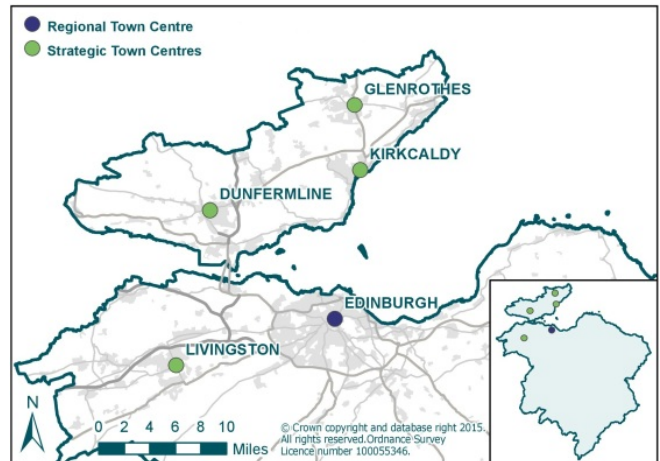 Regional Town Centre
Strategic Town Centres
GLENROTHES
KIRKCALDY
DUNFERMLINE
EDINBURGH
LIVINGSTON
N
0 2 4 6 8 10
Miles
© Crown copyright and database right 2015.
All rights reserved.Ordnance Survey
Licence number 100055346.